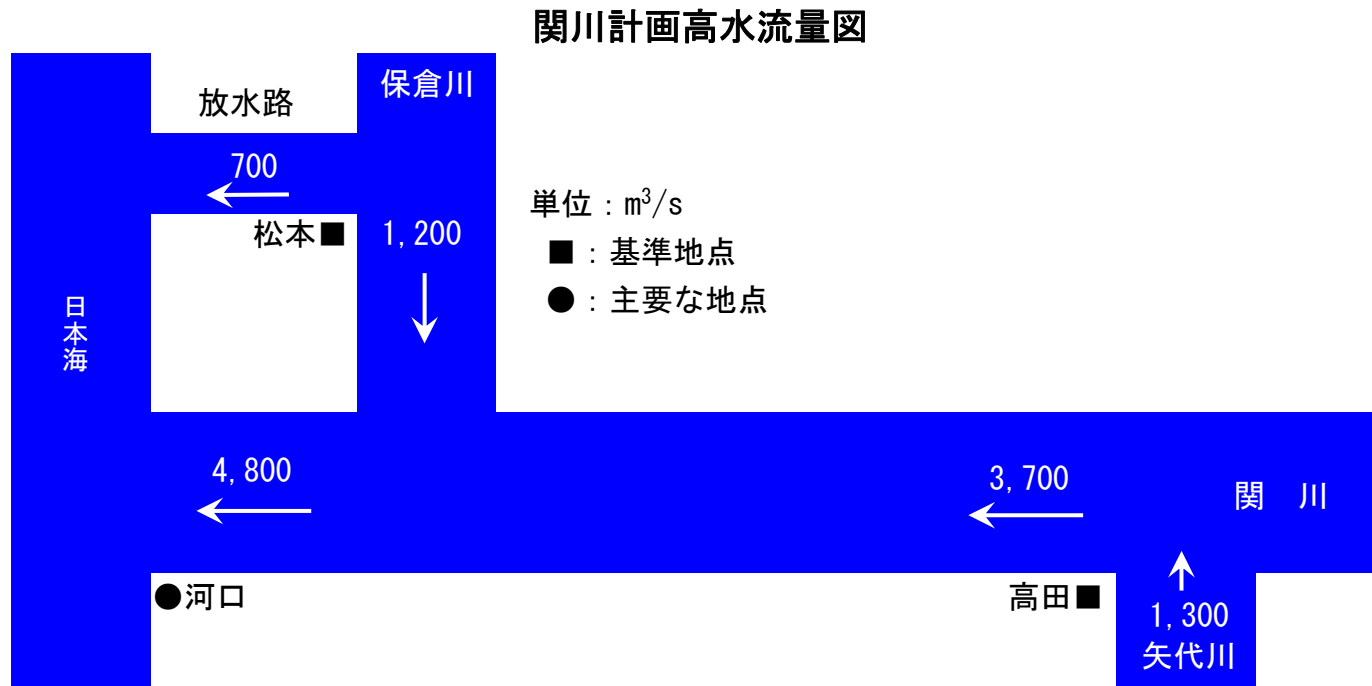 関川計画高水流量図
保倉川
放水路
700
松本■
1,200
単位：m³/s
■：基準地点
●：主要な地点
日本海
4,800
3,700
関　川
●河口
高田■
1,300
矢代川